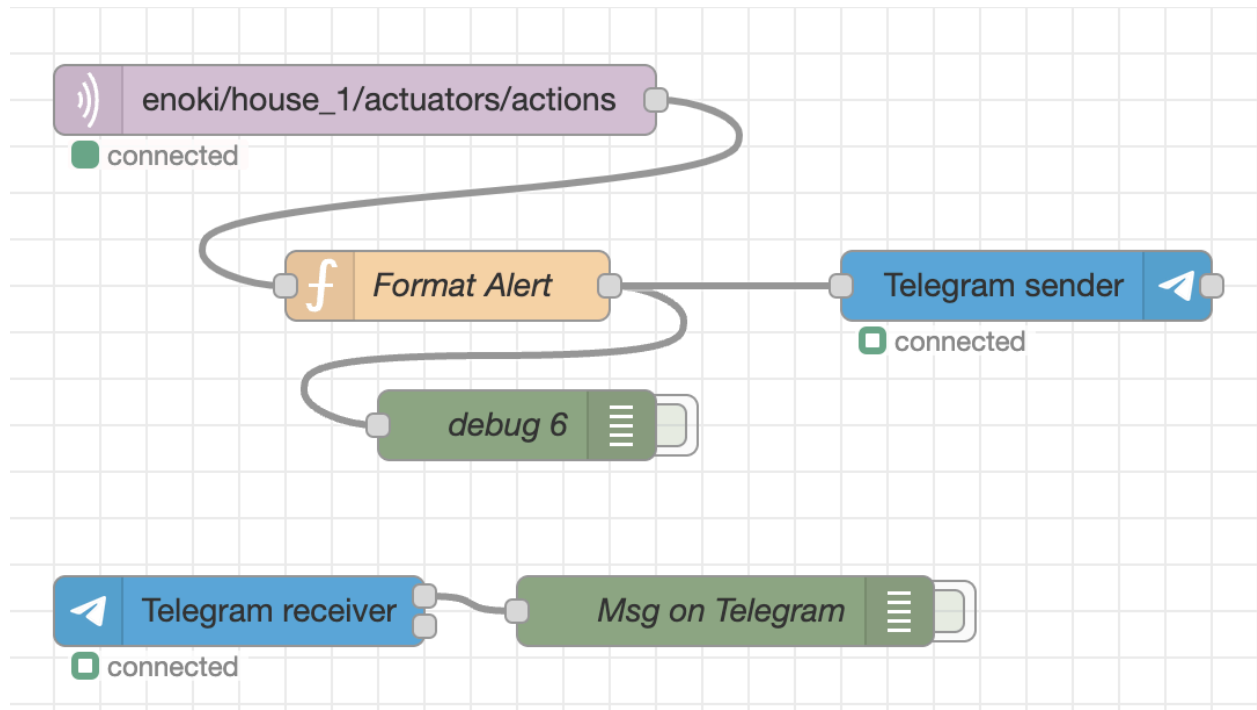 enoki/house_1/actuators/actions
connected
Format Alert
Telegram sender
connected
debug 6
Telegram receiver
Msg on Telegram
connected